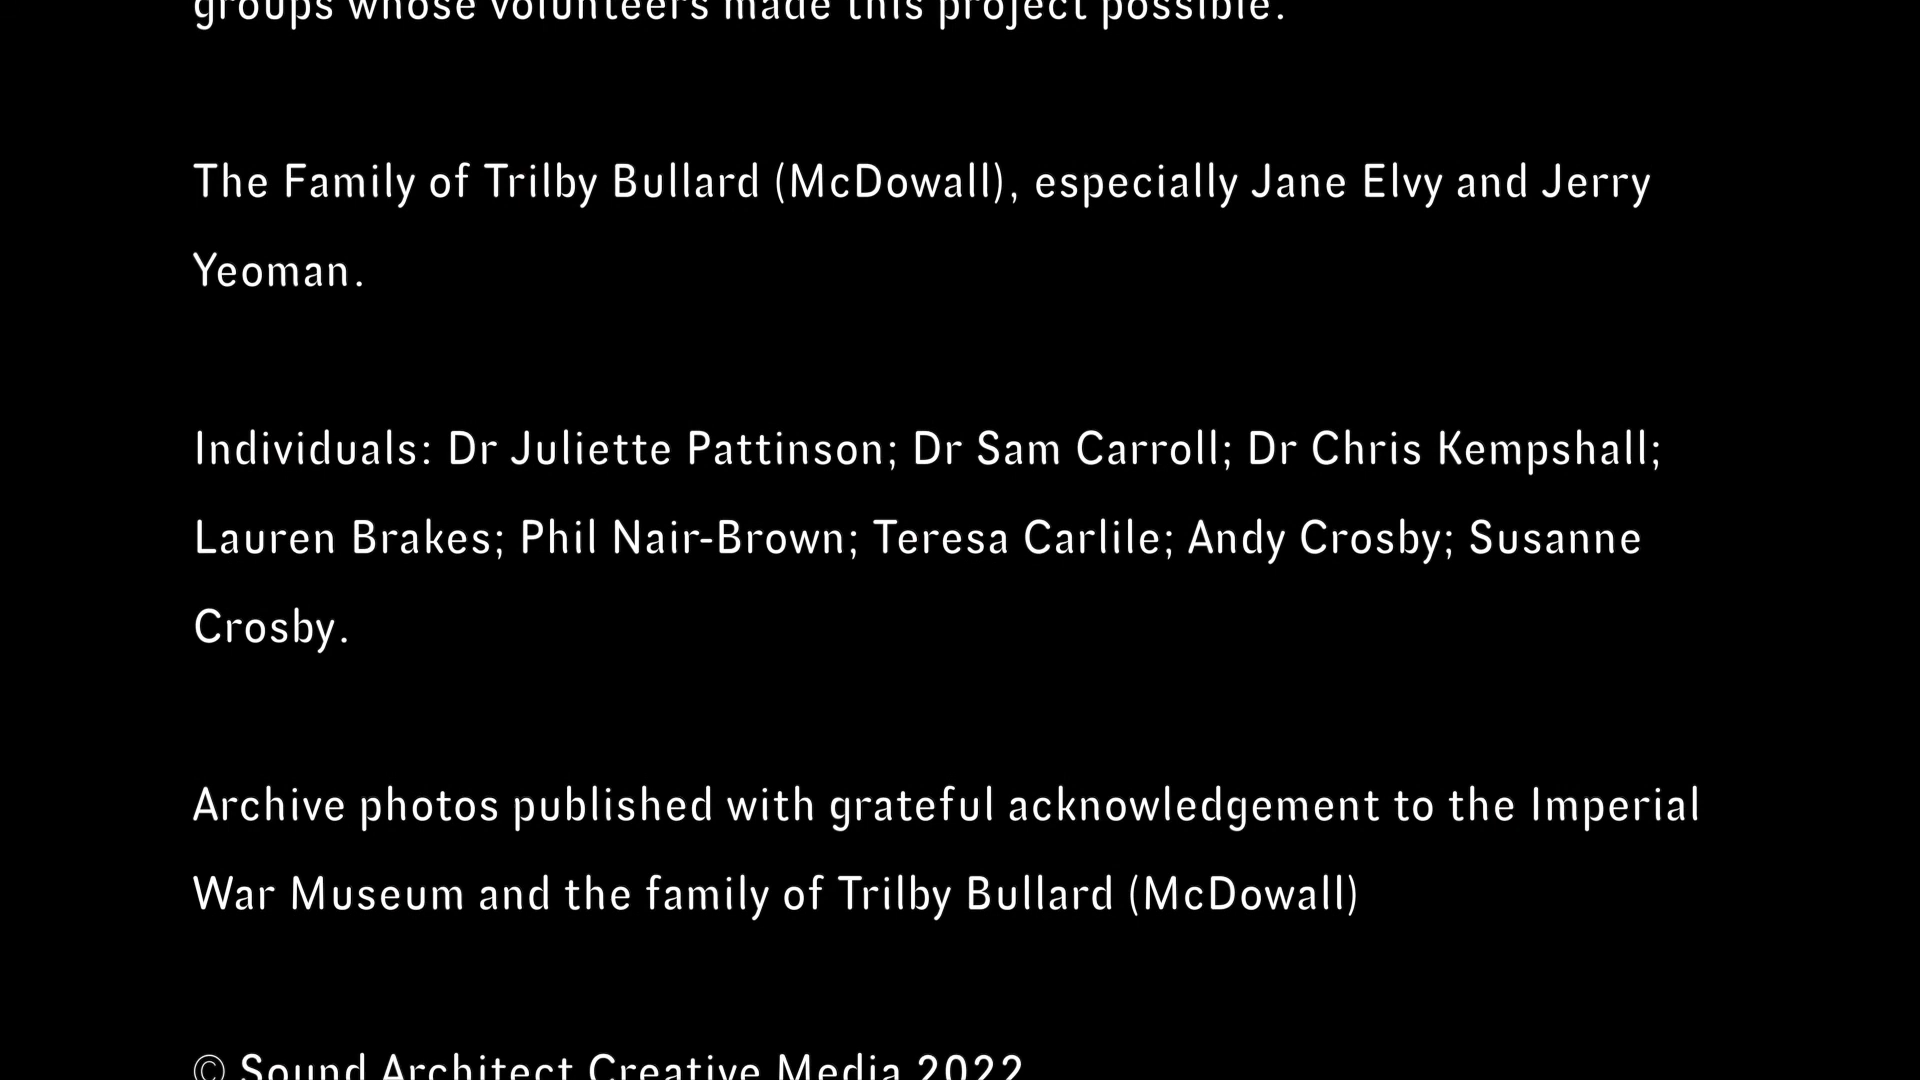 groups whose volunteers made this project possible.
The Family of Trilby Bullard (McDowall), especially Jane Elvy and Jerry
Yeoman.
Individuals: Dr Juliette Pattinson; Dr Sam Carroll; Dr Chris Kempshall;
Lauren Brakes; Phil Nair-Brown; Teresa Carlile; Andy Crosby; Susanne
Crosby.
Archive photos published with grateful acknowledgement to the Imperial
War Museum and the family of Trilby Bullard (McDowall)
© Sound Architect Creative Media 2022